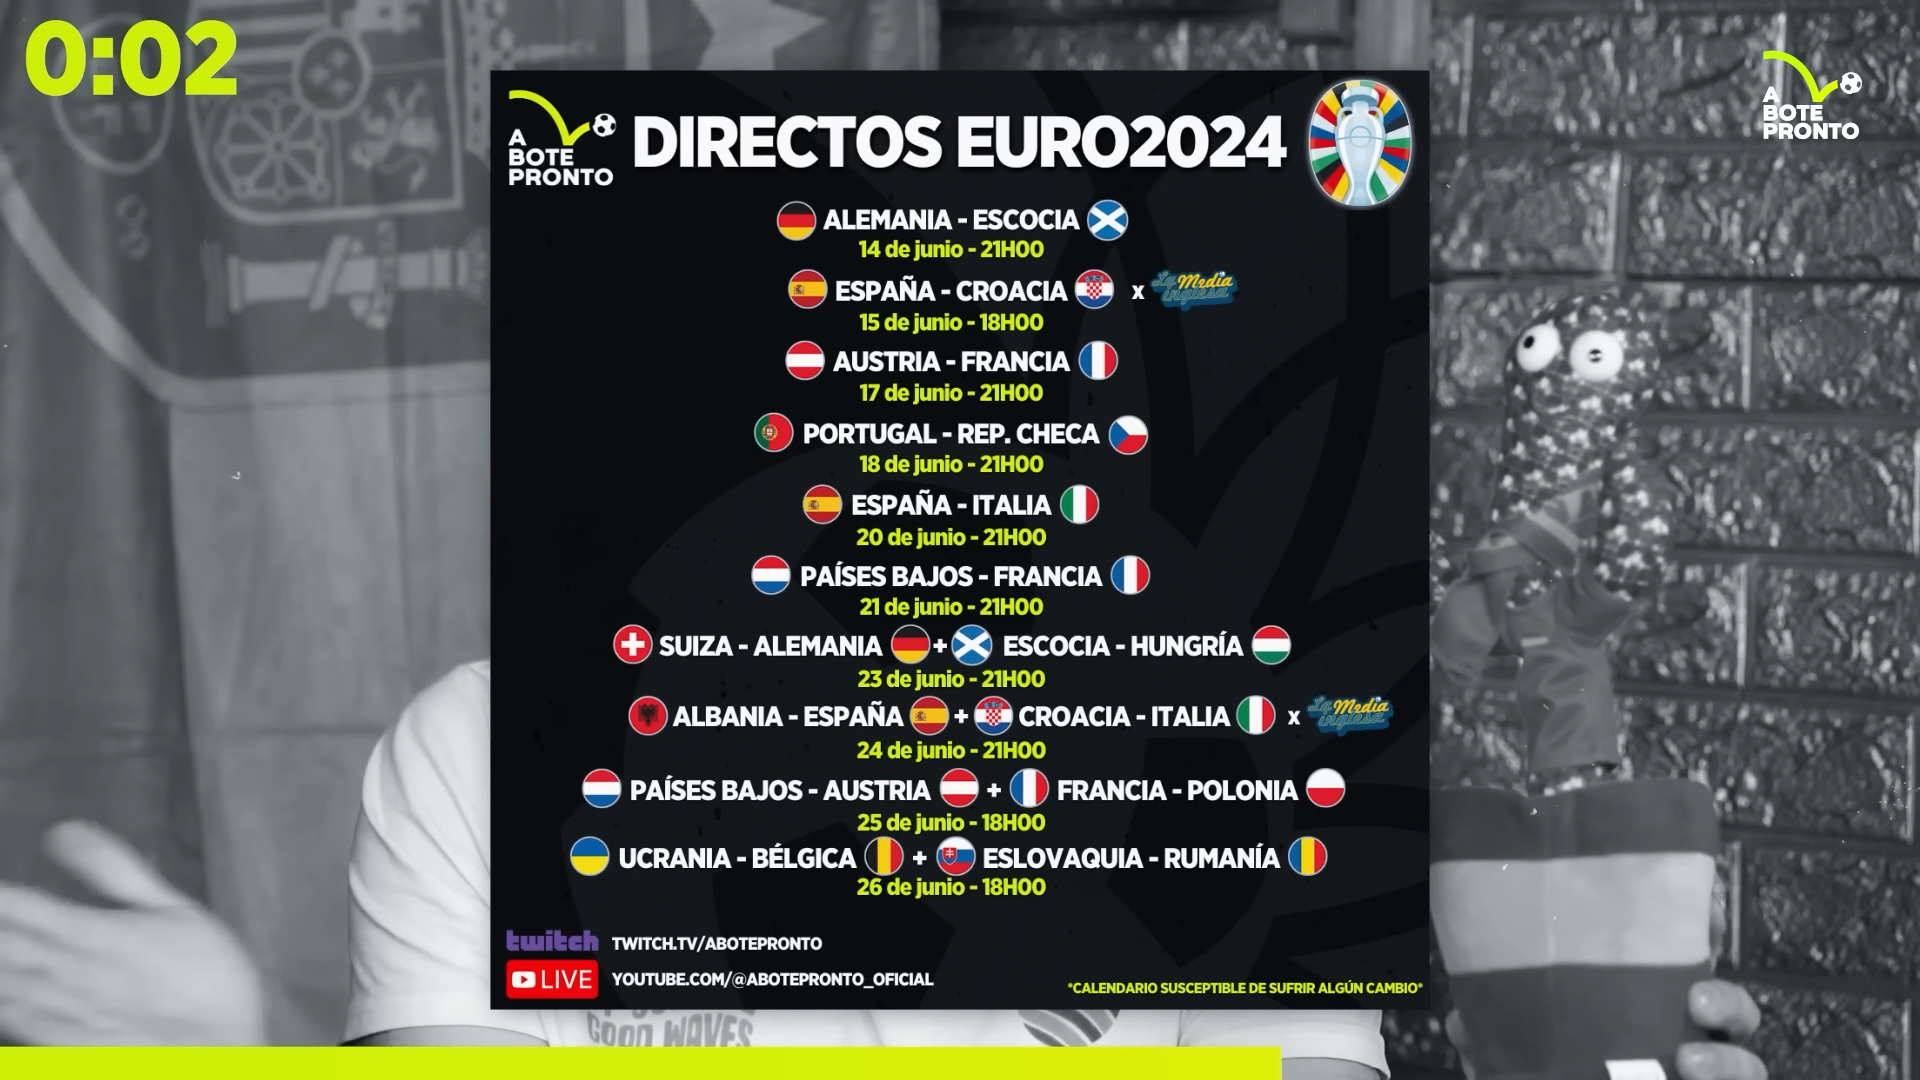 0:02
A
BOTE
PRONTO
A
BOTE
PRONTO
DIRECTOS EURO2024
ALEMANIA - ESCOCIA
14 de junio - 21H00
ESPAÑA - CROACIA x La Media inglesa
15 de junio - 18H00
AUSTRIA - FRANCIA
17 de junio - 21H00
PORTUGAL - REP. CHECA
18 de junio - 21H00
ESPAÑA - ITALIA
20 de junio - 21H00
PAÍSES BAJOS - FRANCIA
21 de junio - 21H00
SUIZA - ALEMANIA + ESCOCIA - HUNGRÍA
23 de junio - 21H00
ALBANIA - ESPAÑA + CROACIA - ITALIA x La Media inglesa
24 de junio - 21H00
PAÍSES BAJOS - AUSTRIA + FRANCIA - POLONIA
25 de junio - 18H00
UCRANIA - BÉLGICA + ESLOVAQUIA - RUMANÍA
26 de junio - 18H00
twitch TWITCH.TV/ABOTEPRONTO
LIVE YOUTUBE.COM/@ABOTEPRONTO_OFICIAL
*CALENDARIO SUSCEPTIBLE DE SUFRIR ALGÚN CAMBIO*
GOOD WAVES